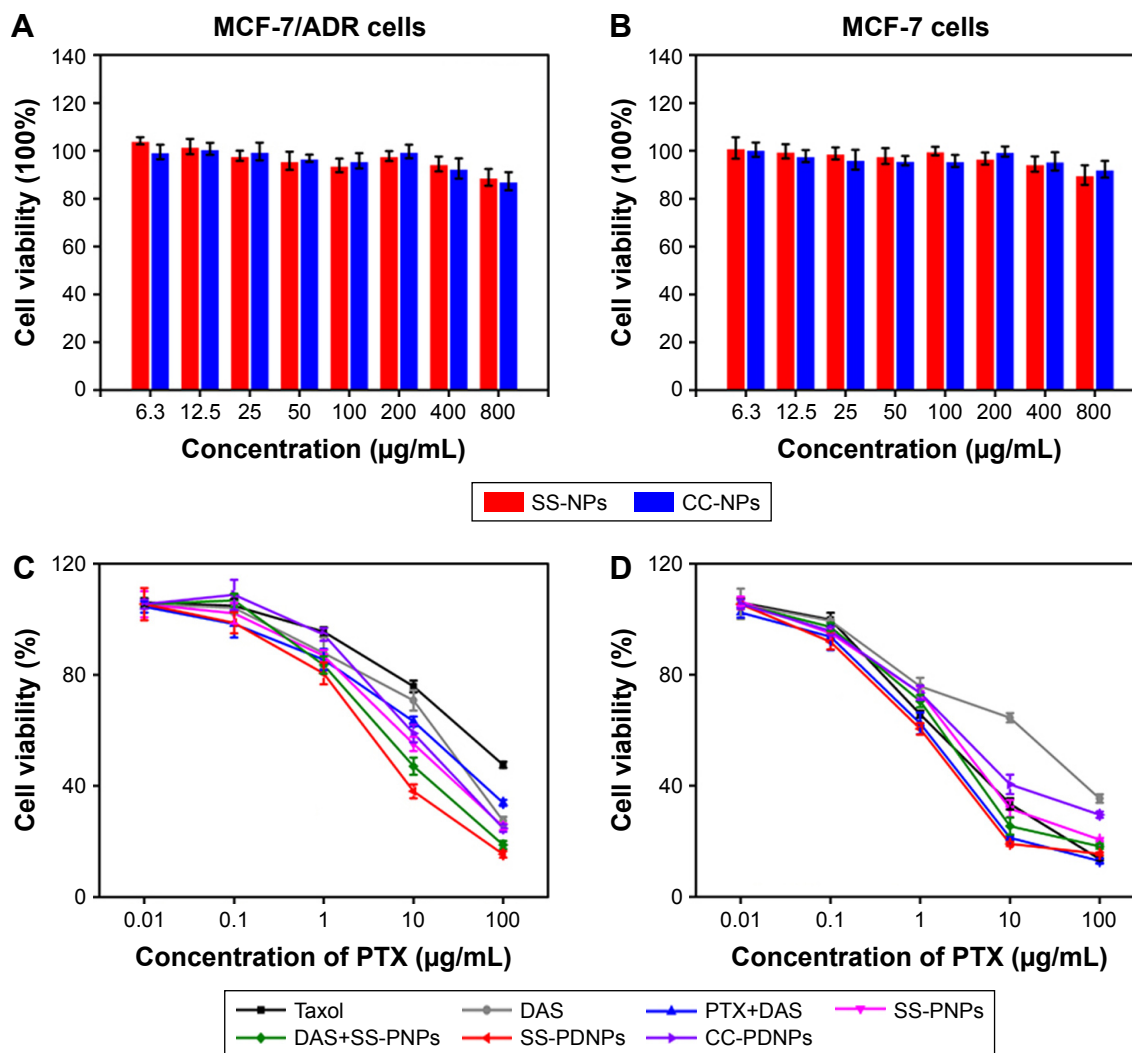 A
MCF-7/ADR cells
Cell viability (100%)
140
120
100
80
60
40
20
0
6.3 12.5 25 50 100 200 400 800
Concentration (µg/mL)
B
MCF-7 cells
Cell viability (100%)
140
120
100
80
60
40
20
0
6.3 12.5 25 50 100 200 400 800
Concentration (µg/mL)
SS-NPs CC-NPs
C
Cell viability (%)
120
80
40
0
0.01 0.1 1 10 100
Concentration of PTX (µg/mL)
D
Cell viability (%)
120
80
40
0
0.01 0.1 1 10 100
Concentration of PTX (µg/mL)
Taxol DAS PTX+DAS SS-PNPs
DAS+SS-PNPs SS-PDNPs CC-PDNPs